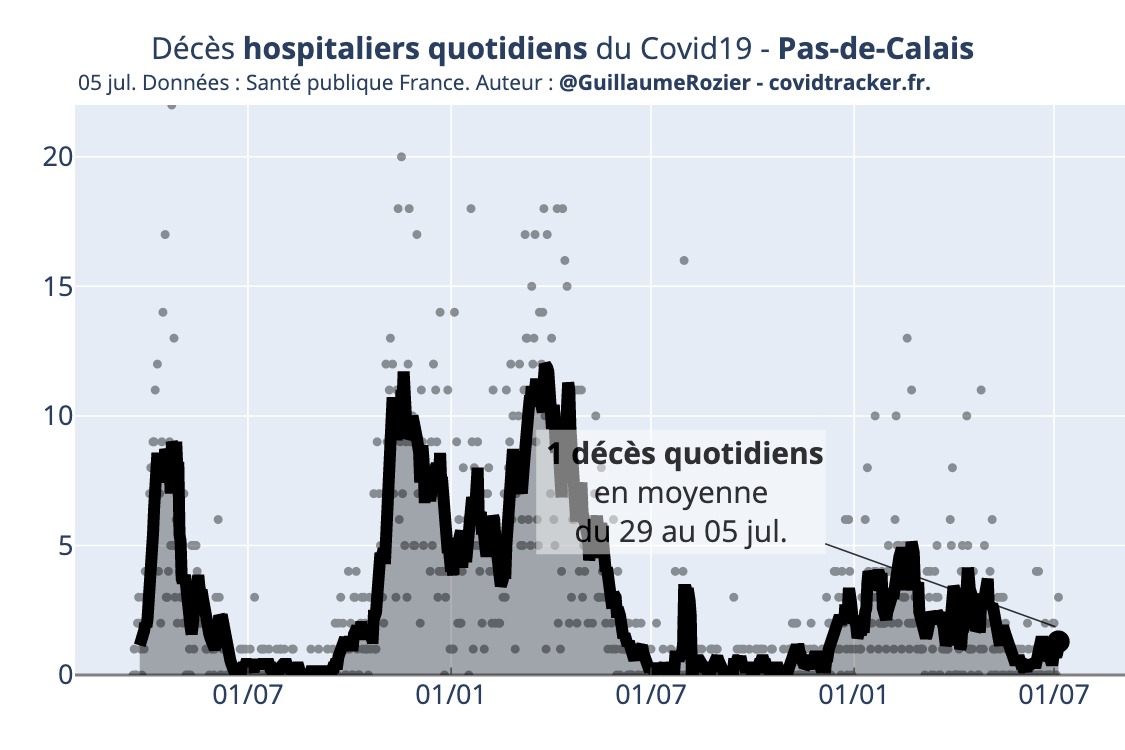 Décès hospitaliers quotidiens du Covid19 - Pas-de-Calais
05 jul. Données : Santé publique France. Auteur : @GuillaumeRozier - covidtracker.fr.
20
15
10
1 décès quotidiens
en moyenne
du 29 au 05 jul.
5
0
01/07 01/01 01/07 01/01 01/07